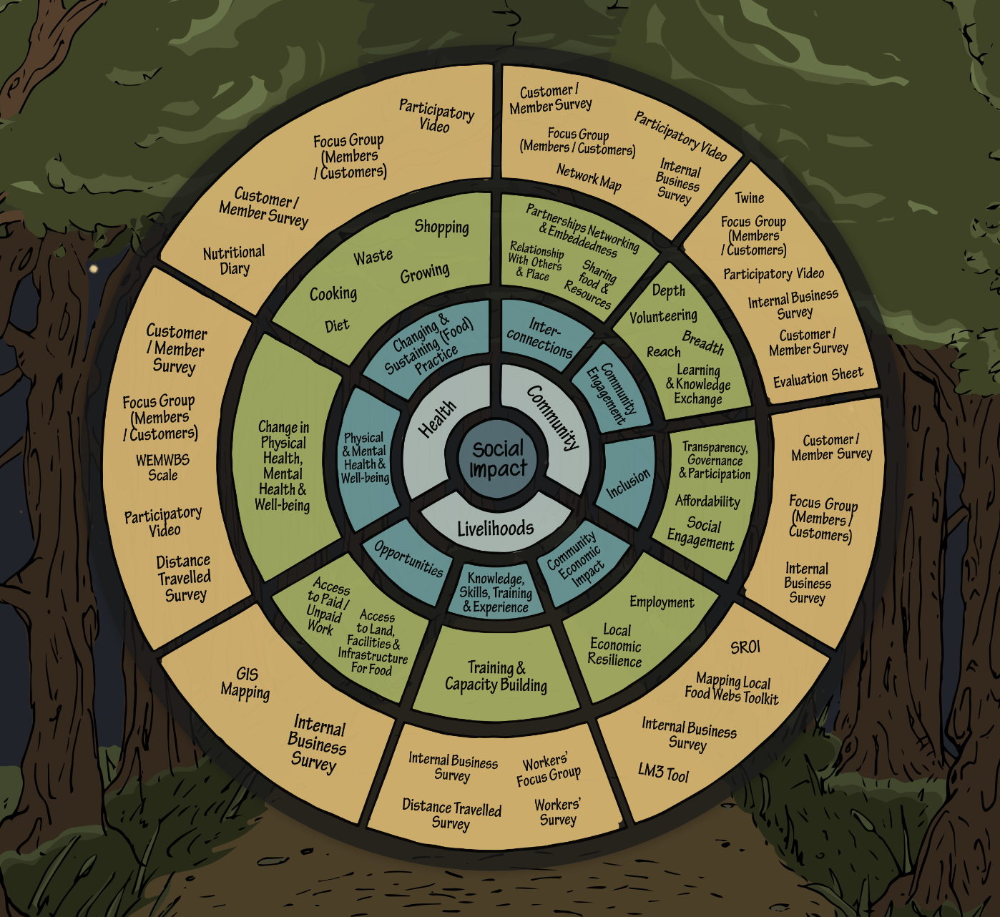 Social
Impact
Health
Community
Livelihoods
Changing &
Sustaining (Food)
Practice
Inter-
connections
Community
Engagement
Inclusion
Community
Economic
Impact
Knowledge,
Skills, Training
& Experience
Opportunities
Physical
& Mental
Health &
Well-being
Shopping
Waste
Growing
Cooking
Diet
Partnerships Networking
& Embeddedness
Relationship
With Others
& Place
Sharing
food &
Resources
Depth
Volunteering
Breadth
Reach
Learning
& Knowledge
Exchange
Transparency,
Governance
& Participation
Affordability
Social
Engagement
Employment
Local
Economic
Resilience
Training &
Capacity Building
Access
to Paid /
Unpaid
Work
Access
to Land,
Facilities &
Infrastructure
For Food
Change in
Physical
Health,
Mental
Health &
Well-being
Participatory
Video
Focus Group
(Members
/ Customers)
Customer /
Member Survey
Nutritional
Diary
Customer /
Member Survey
Participatory Video
Focus Group
(Members / Customers)
Internal
Business
Survey
Network Map
Twine
Focus Group
(Members
/ Customers)
Participatory Video
Internal Business
Survey
Customer /
Member Survey
Evaluation Sheet
Customer /
Member Survey
Focus Group
(Members /
Customers)
Internal
Business
Survey
SROI
Mapping Local
Food Webs Toolkit
Internal Business
Survey
LM3 Tool
Internal Business
Survey
Workers'
Focus Group
Distance Travelled
Survey
Workers'
Survey
GIS
Mapping
Internal
Business
Survey
Customer
/ Member
Survey
Focus Group
(Members
/ Customers)
WEMWBS
Scale
Participatory
Video
Distance
Travelled
Survey